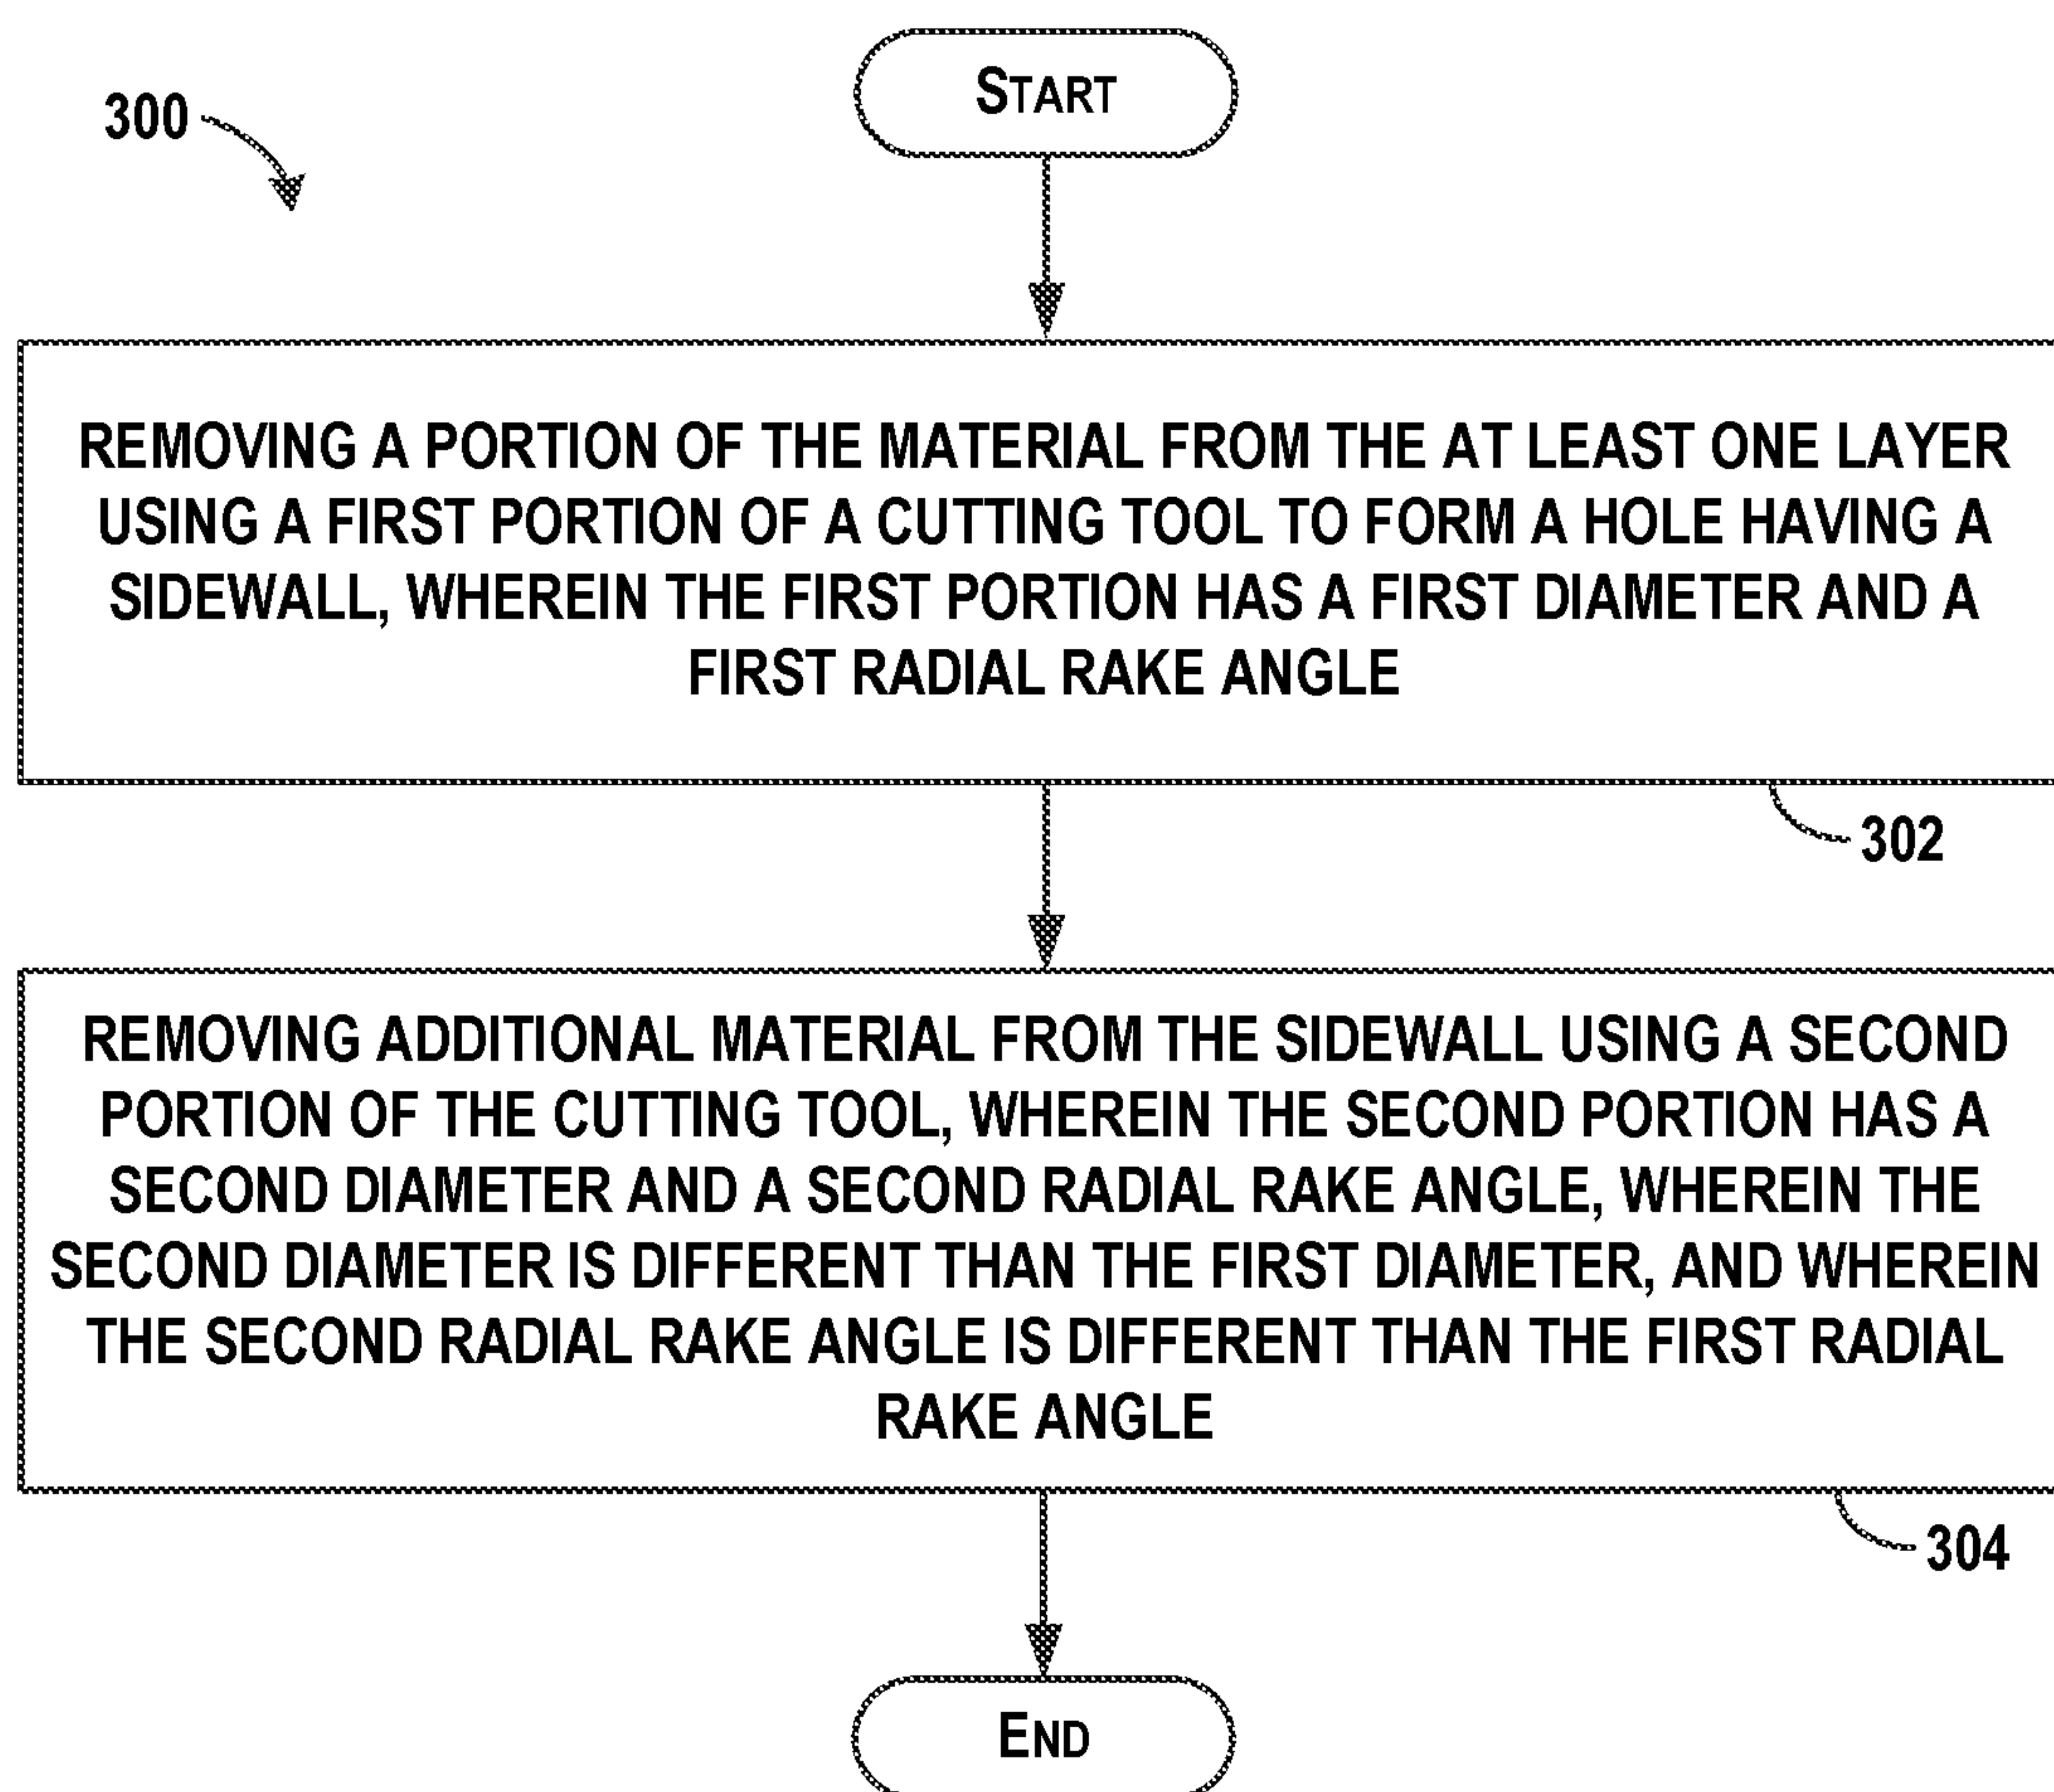 START
300
REMOVING A PORTION OF THE MATERIAL FROM THE AT LEAST ONE LAYER
USING A FIRST PORTION OF A CUTTING TOOL TO FORM A HOLE HAVING A
SIDEWALL, WHEREIN THE FIRST PORTION HAS A FIRST DIAMETER AND A
FIRST RADIAL RAKE ANGLE
302
REMOVING ADDITIONAL MATERIAL FROM THE SIDEWALL USING A SECOND
PORTION OF THE CUTTING TOOL, WHEREIN THE SECOND PORTION HAS A
SECOND DIAMETER AND A SECOND RADIAL RAKE ANGLE, WHEREIN THE
SECOND DIAMETER IS DIFFERENT THAN THE FIRST DIAMETER, AND WHEREIN
THE SECOND RADIAL RAKE ANGLE IS DIFFERENT THAN THE FIRST RADIAL
RAKE ANGLE
304
END